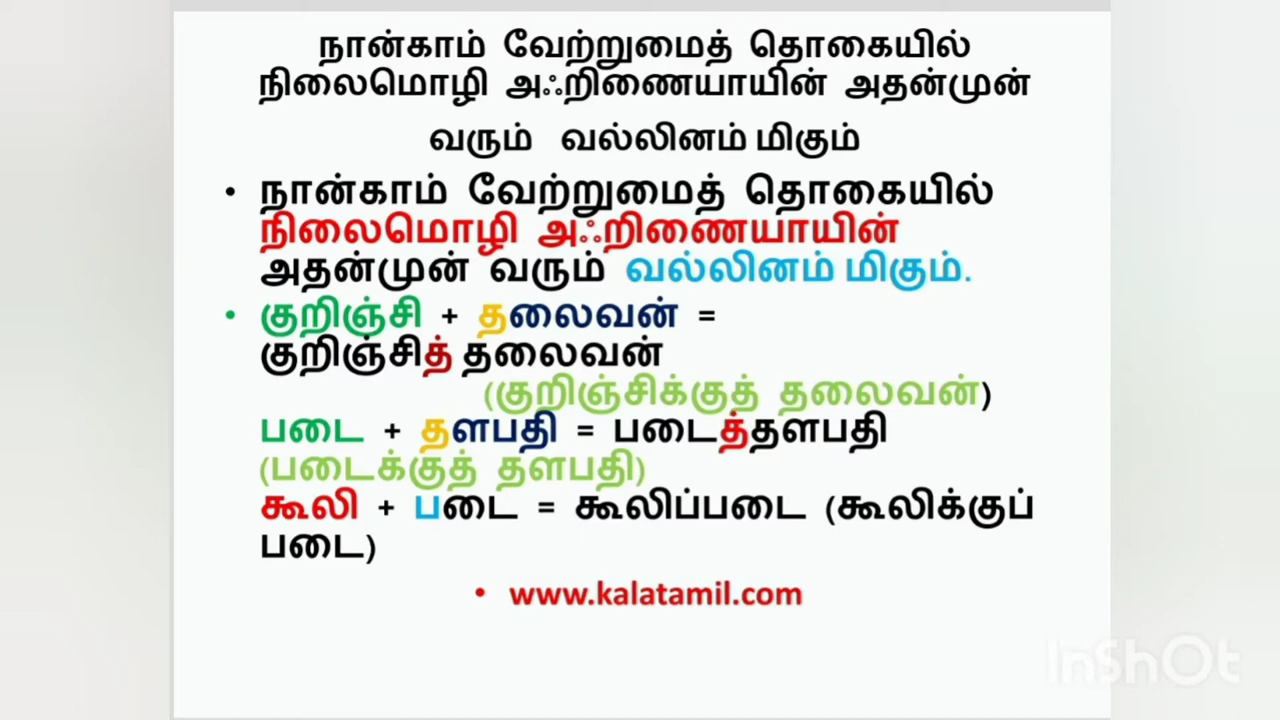 நான்காம் வேற்றுமைத் தொகையில்
நிலைமொழி அஃறிணையாயின் அதன்முன்
வரும் வல்லினம் மிகும்
• நான்காம் வேற்றுமைத் தொகையில்
நிலைமொழி அஃறிணையாயின்
அதன்முன் வரும் வல்லினம் மிகும்.
• குறிஞ்சி + தலைவன் =
குறிஞ்சித் தலைவன்
(குறிஞ்சிக்குத் தலைவன்)
படை + தளபதி = படைத்தளபதி
(படைக்குத் தளபதி)
கூலி + படை = கூலிப்படை (கூலிக்குப்
படை)
• www.kalatamil.com
InShOt